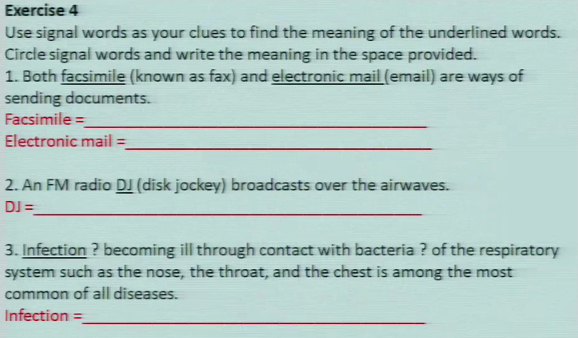 Exercise 4
Use signal words as your clues to find the meaning of the underlined words.
Circle signal words and write the meaning in the space provided.
1. Both facsimile (known as fax) and electronic mail (email) are ways of
sending documents.
Facsimile =
Electronic mail =
2. An FM radio DJ (disk jockey) broadcasts over the airwaves.
DJ =
3. Infection ? becoming ill through contact with bacteria ? of the respiratory
system such as the nose, the throat, and the chest is among the most
common of all diseases.
Infection =